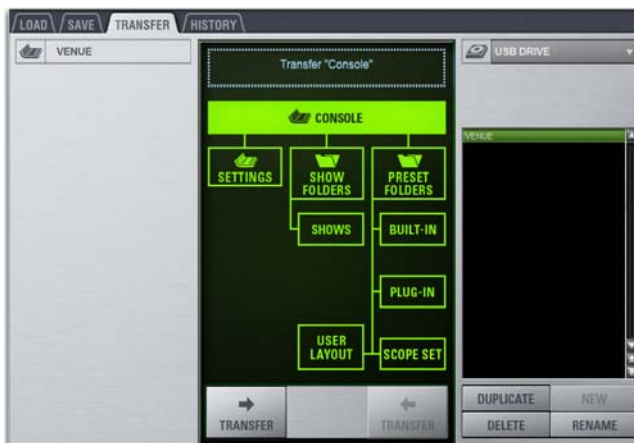 LOAD SAVE TRANSFER HISTORY
VENUE
Transfer "Console"
USB DRIVE
CONSOLE
VENUE
SETTINGS
SHOW FOLDERS
PRESET FOLDERS
SHOWS
BUILT-IN
PLUG-IN
USER LAYOUT
SCOPE SET
TRANSFER
TRANSFER
DUPLICATE
NEW
DELETE
RENAME